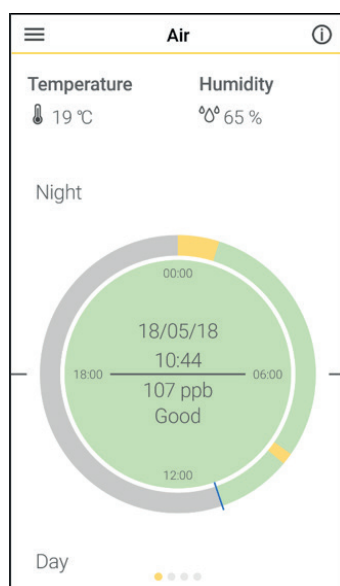 Air
Temperature Humidity
19 °C 65 %
Night
00:00
18/05/18
10:44
18:00 06:00
107 ppb
Good
12:00
Day